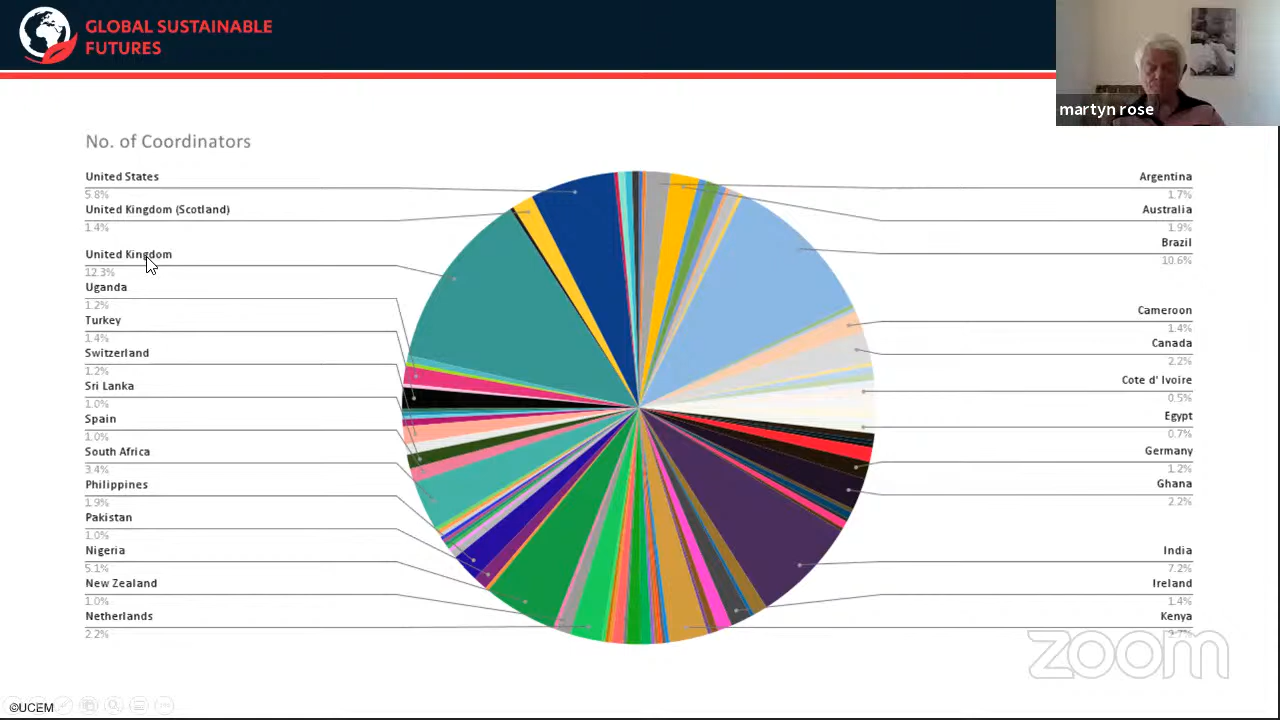 GLOBAL SUSTAINABLE
FUTURES
martyn rose
No. of Coordinators
United States
5.8%
United Kingdom (Scotland)
1.4%
United Kingdom
12.3%
Uganda
1.2%
Turkey
1.4%
Switzerland
1.2%
Sri Lanka
1.0%
Spain
1.0%
South Africa
3.4%
Philippines
1.9%
Pakistan
1.0%
Nigeria
5.1%
New Zealand
1.0%
Netherlands
2.2%
Argentina
1.7%
Australia
1.9%
Brazil
10.6%
Cameroon
1.4%
Canada
2.2%
Cote d' Ivoire
0.5%
Egypt
0.7%
Germany
1.2%
Ghana
2.2%
India
7.2%
Ireland
1.4%
Kenya
zoom
©UCEM